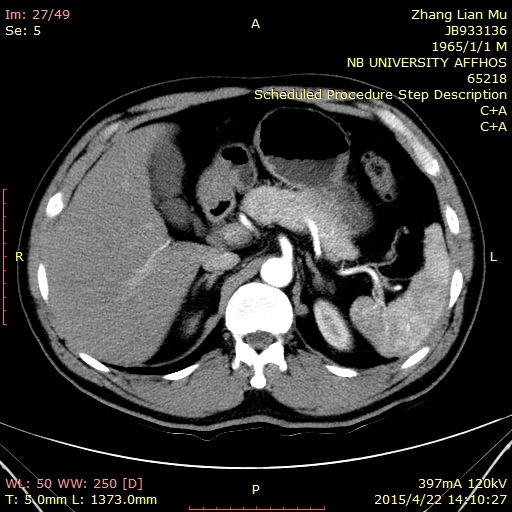 Im: 27/49
Se: 5
A
Zhang Lian Mu
JB933136
1965/1/1 M
NB UNIVERSITY AFFHOS
65218
Scheduled Procedure Step Description
C+A
C+A
R
L
WL: 50 WW: 250 [D]
T: 5.0mm L: 1373.0mm
P
397mA 120kV
2015/4/22 14:10:27